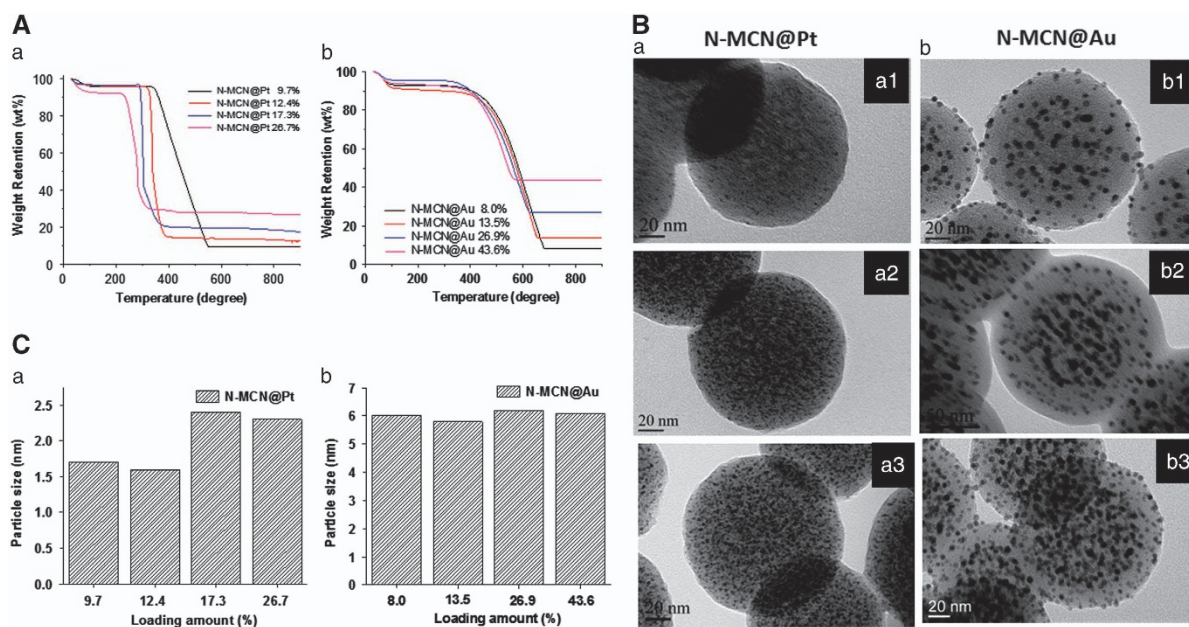 A
a
100
80
60
40
20
0
Weight Retention (wt%)
N-MCN@Pt 9.7%
N-MCN@Pt 12.4%
N-MCN@Pt 17.3%
N-MCN@Pt 26.7%
0 200 400 600 800
Temperature (degree)
b
100
80
60
40
20
0
Weight Retention (wt%)
N-MCN@Au 8.0%
N-MCN@Au 13.5%
N-MCN@Au 26.9%
N-MCN@Au 43.6%
0 200 400 600 800
Temperature (degree)
B
a
N-MCN@Pt
a1
20 nm
a2
20 nm
a3
20 nm
b
N-MCN@Au
b1
20 nm
b2
50 nm
b3
20 nm
C
a
N-MCN@Pt
2.5
2.0
1.5
1.0
0.5
0.0
Particle size (nm)
9.7 12.4 17.3 26.7
Loading amount (%)
b
N-MCN@Au
7
6
5
4
3
2
1
0
Particle size (nm)
8.0 13.5 26.9 43.6
Loading amount (%)